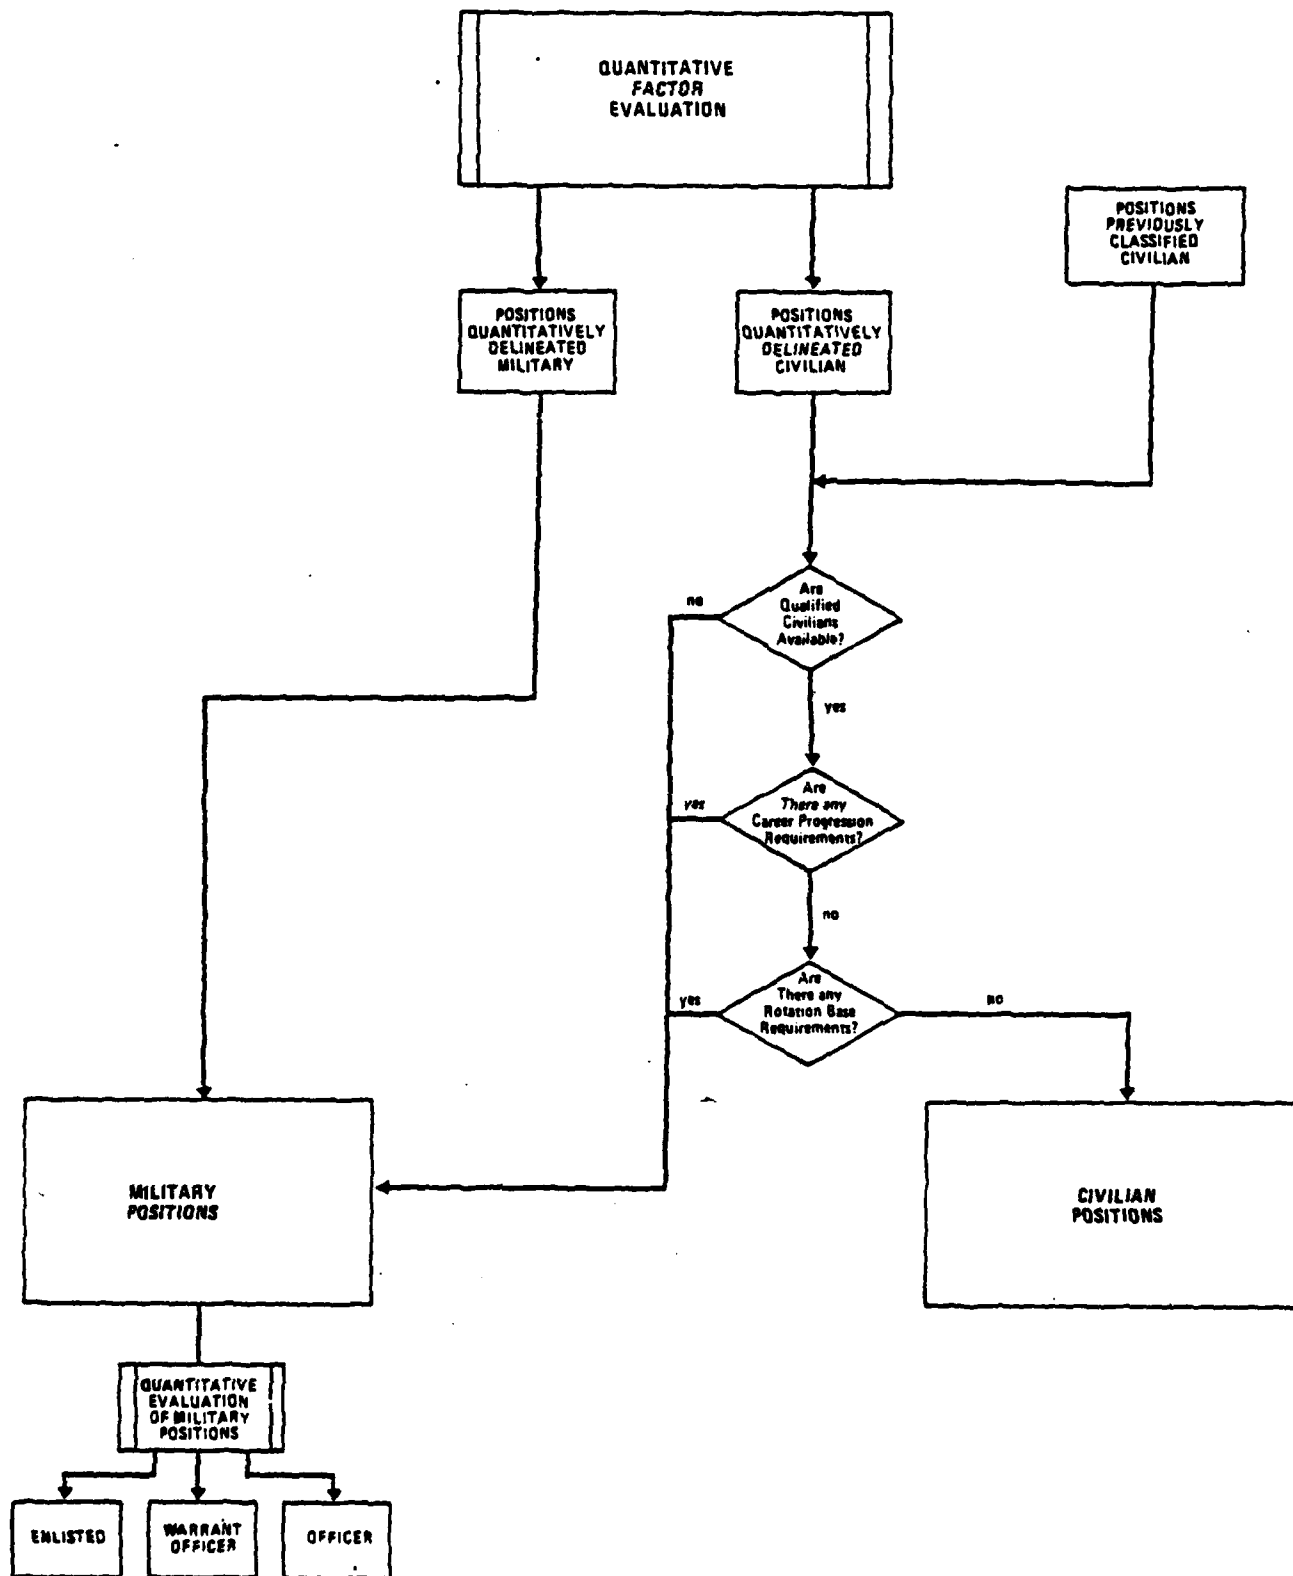 QUANTITATIVE
FACTOR
EVALUATION
POSITIONS
PREVIOUSLY
CLASSIFIED
CIVILIAN
POSITIONS
QUANTITATIVELY
DELINEATED
MILITARY
POSITIONS
QUANTITATIVELY
DELINEATED
CIVILIAN
Are
Qualified
Civilians
Available?
no
yes
Are
There any
Career Progression
Requirements?
yes
no
Are
There any
Rotation Base
Requirements?
yes
no
MILITARY
POSITIONS
CIVILIAN
POSITIONS
QUANTITATIVE
EVALUATION
OF MILITARY
POSITIONS
ENLISTED
WARRANT
OFFICER
OFFICER